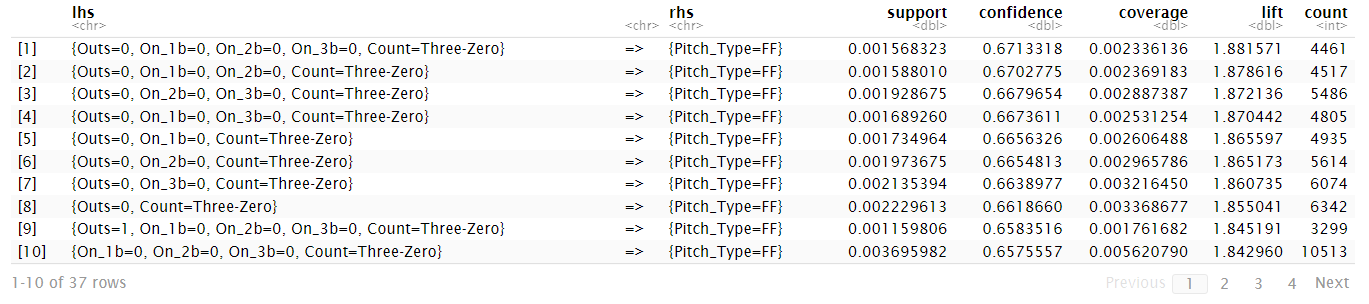 lhs rhs support confidence coverage lift count
<chr> <chr> <chr> <dbl> <dbl> <dbl> <dbl> <int>
[1] {Outs=0, On_1b=0, On_2b=0, On_3b=0, Count=Three-Zero} => {Pitch_Type=FF} 0.001568323 0.6713318 0.002336136 1.881571 4461
[2] {Outs=0, On_1b=0, On_2b=0, Count=Three-Zero} => {Pitch_Type=FF} 0.001588010 0.6702775 0.002369183 1.878616 4517
[3] {Outs=0, On_2b=0, On_3b=0, Count=Three-Zero} => {Pitch_Type=FF} 0.001928675 0.6679654 0.002887387 1.872136 5486
[4] {Outs=0, On_1b=0, On_3b=0, Count=Three-Zero} => {Pitch_Type=FF} 0.001689260 0.6673611 0.002531254 1.870442 4805
[5] {Outs=0, On_1b=0, Count=Three-Zero} => {Pitch_Type=FF} 0.001734964 0.6656326 0.002606488 1.865597 4935
[6] {Outs=0, On_2b=0, Count=Three-Zero} => {Pitch_Type=FF} 0.001973675 0.6654813 0.002965786 1.865173 5614
[7] {Outs=0, On_3b=0, Count=Three-Zero} => {Pitch_Type=FF} 0.002135394 0.6638977 0.003216450 1.860735 6074
[8] {Outs=0, Count=Three-Zero} => {Pitch_Type=FF} 0.002229613 0.6618660 0.003368677 1.855041 6342
[9] {Outs=1, On_1b=0, On_2b=0, On_3b=0, Count=Three-Zero} => {Pitch_Type=FF} 0.001159806 0.6583516 0.001761682 1.845191 3299
[10] {On_1b=0, On_2b=0, On_3b=0, Count=Three-Zero} => {Pitch_Type=FF} 0.003695982 0.6575557 0.005620790 1.842960 10513
1-10 of 37 rows Previous 1 2 3 4 Next